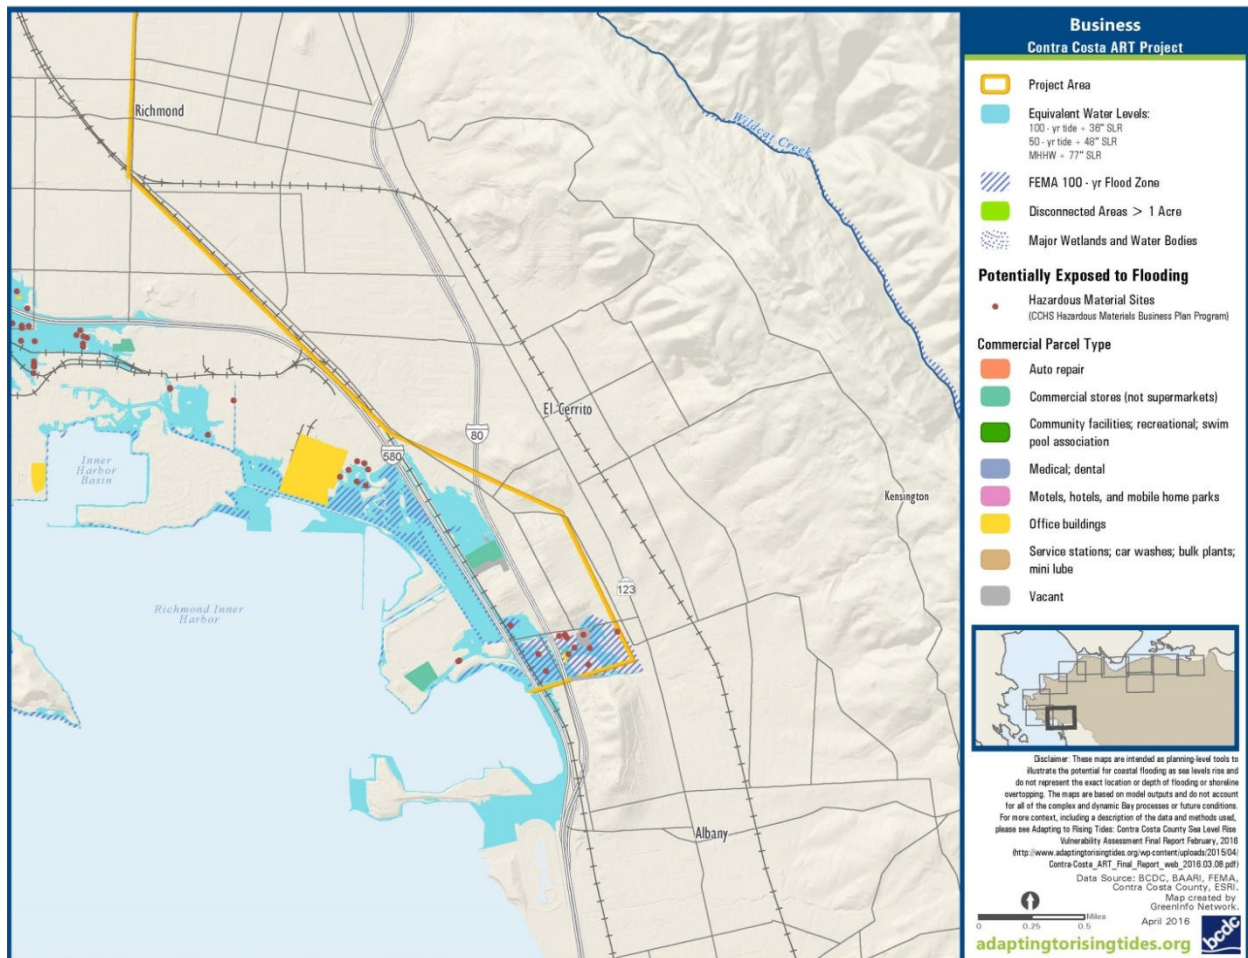 Richmond
Wildcat Creek
El Cerrito
80
580
Inner
Harbor
Basin
Kensington
123
Richmond Inner
Harbor
Albany
Business
Contra Costa ART Project
Project Area
Equivalent Water Levels:
100 - yr tide + 36" SLR
50 - yr tide + 48" SLR
MHHW + 77" SLR
FEMA 100 - yr Flood Zone
Disconnected Areas > 1 Acre
Major Wetlands and Water Bodies
Potentially Exposed to Flooding
Hazardous Material Sites
(CCHS Hazardous Materials Business Plan Program)
Commercial Parcel Type
Auto repair
Commercial stores (not supermarkets)
Community facilities; recreational; swim
pool association
Medical; dental
Motels, hotels, and mobile home parks
Office buildings
Service stations; car washes; bulk plants;
mini lube
Vacant
Disclaimer: These maps are intended as planning-level tools to
illustrate the potential for coastal flooding as sea levels rise and
do not represent the exact location or depth of flooding or shoreline
overtopping. The maps are based on model outputs and do not account
for all of the complex and dynamic Bay processes or future conditions.
For more context, including a description of the data and methods used,
please see Adapting to Rising Tides: Contra Costa County Sea Level Rise
Vulnerability Assessment Final Report February, 2016
(http://www.adaptingtorisingtides.org/wp-content/uploads/2015/04/
Contra-Costa_ART_Final_Report_web_2016.03.08.pdf)
Data Source: BCDC, BAARI, FEMA,
Contra Costa County, ESRI.
Map created by
GreenInfo Network.
April 2016
Miles
0 0.25 0.5
adaptingtorisingtides.org
bcdc